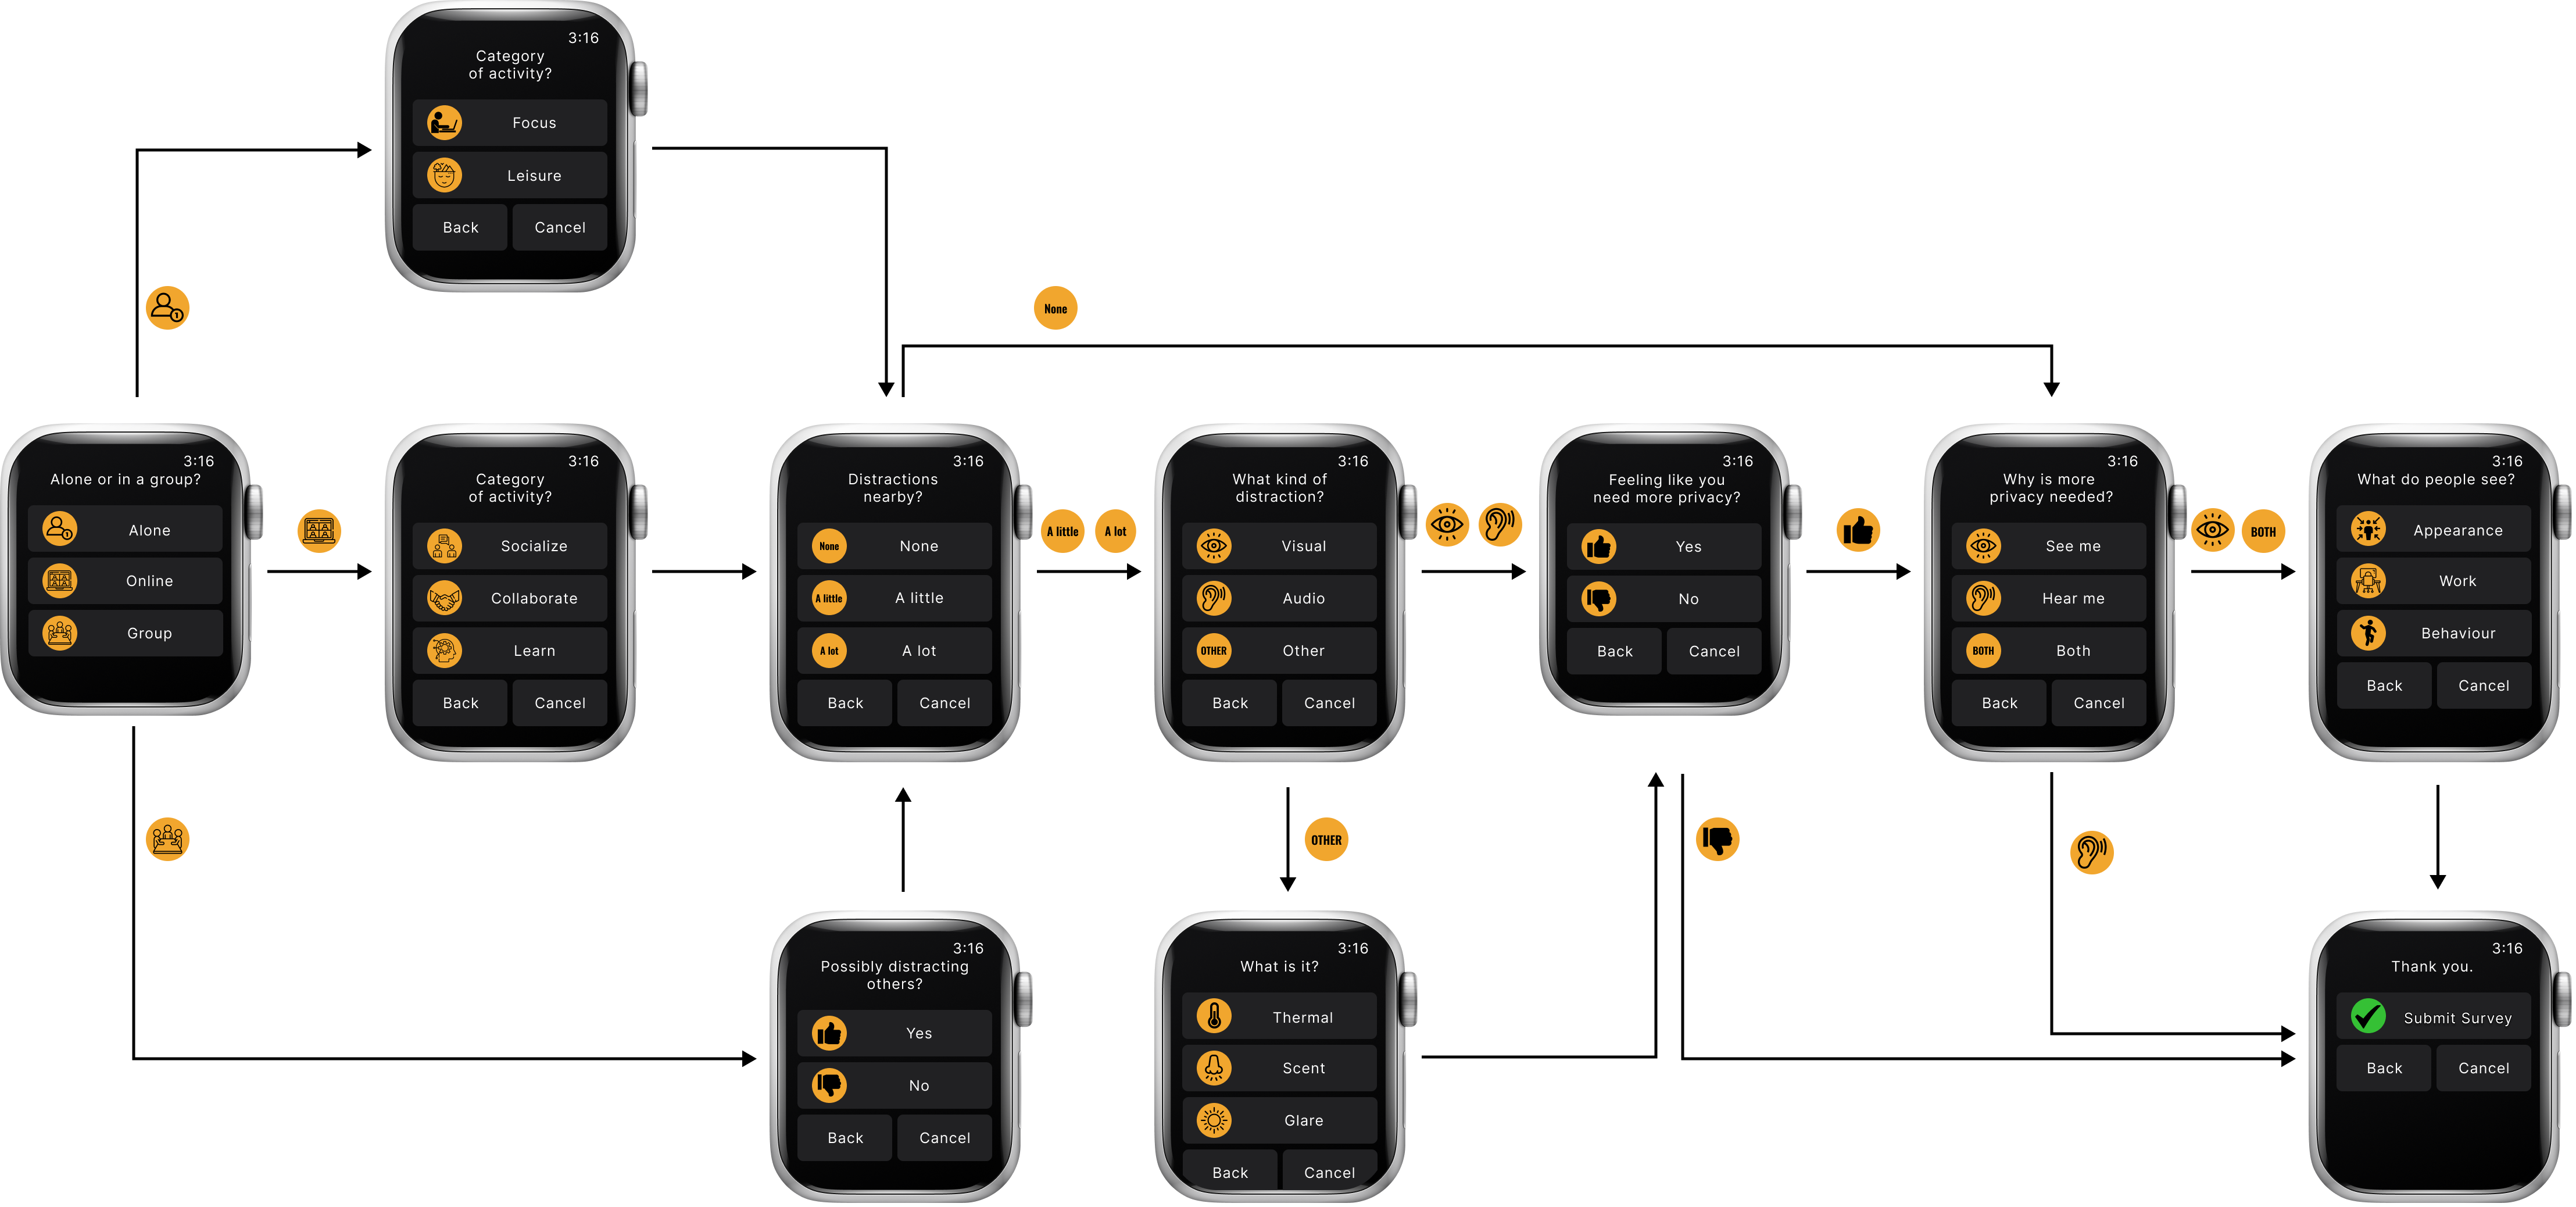 3:16
Category
of activity?
Focus
Leisure
Back Cancel
1
None
3:16
Alone or in a group?
1 Alone
Online
Group
3:16
Category
of activity?
Socialize
Collaborate
Learn
Back Cancel
3:16
Distractions
nearby?
None None
A little A little
A lot A lot
Back Cancel
A little A lot
3:16
What kind of
distraction?
Visual
Audio
OTHER Other
Back Cancel
3:16
Feeling like you
need more privacy?
Yes
No
Back Cancel
3:16
Why is more
privacy needed?
See me
Hear me
BOTH Both
Back Cancel
BOTH
3:16
What do people see?
Appearance
Work
Behaviour
Back Cancel
OTHER
3:16
Possibly distracting
others?
Yes
No
Back Cancel
3:16
What is it?
Thermal
Scent
Glare
Back Cancel
3:16
Thank you.
Submit Survey
Back Cancel